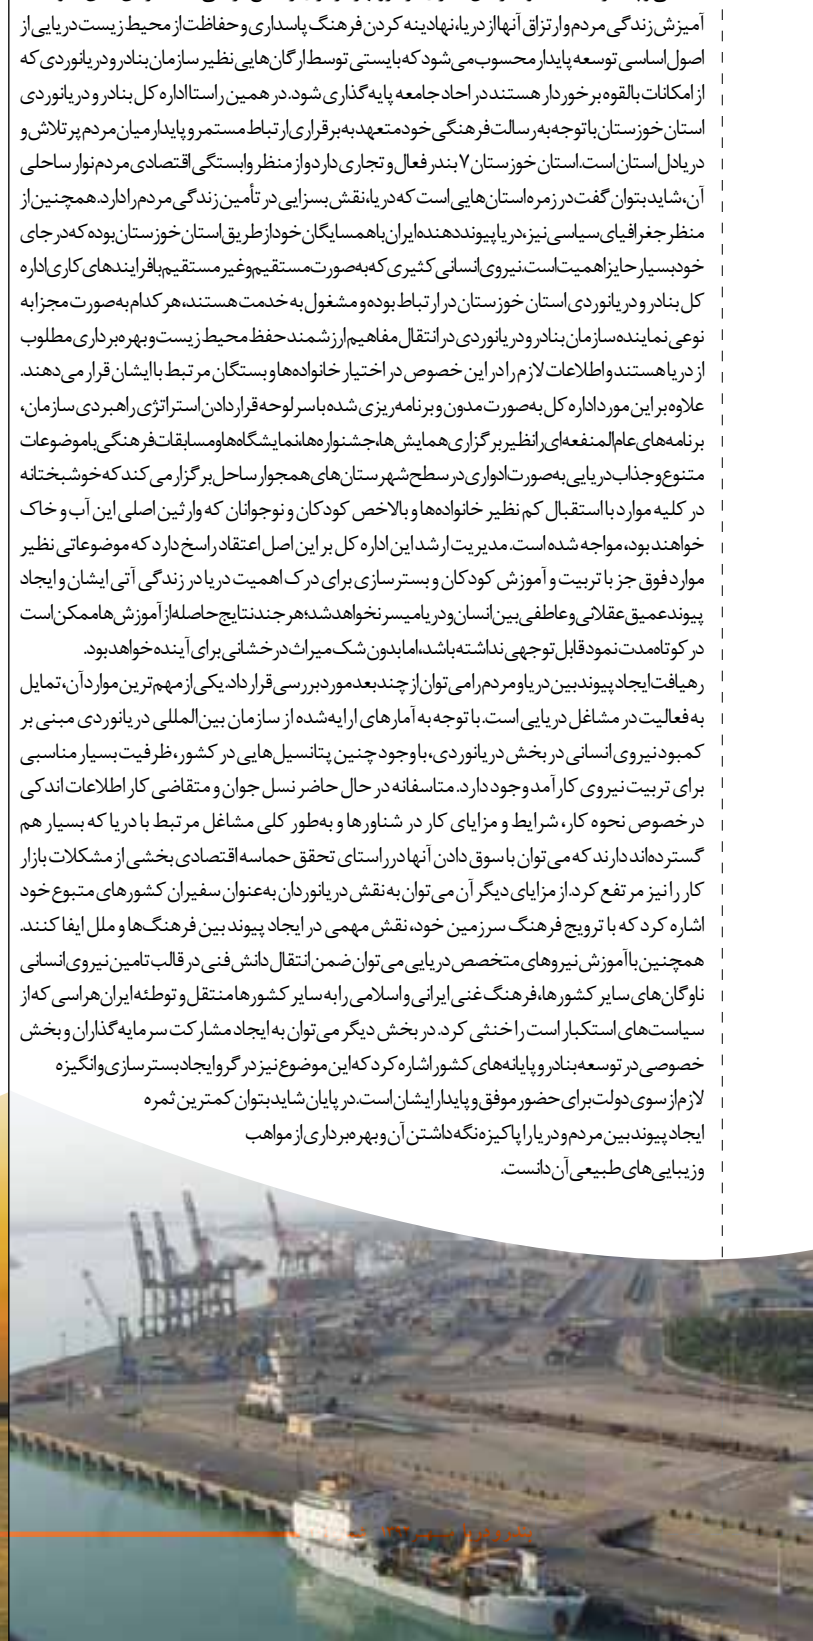 آمیزش زندگی مردم و ارتزاق آنها از دریا، نهادینه کردن فرهنگ پاسداری و حفاظت از محیط زیست دریایی از
اصول اساسی توسعه پایدار محسوب می‌شود که بایستی توسط ارگان‌هایی نظیر سازمان بنادر و دریانوردی که
از امکانات بالقوه برخوردار هستند در احاد جامعه پایه گذاری شود. در همین راستا اداره کل بنادر و دریانوردی
استان خوزستان با توجه به رسالت فرهنگی خود متعهد به برقراری ارتباط مستمر و پایدار میان مردم پر تلاش و
دریادل استان است. استان خوزستان ۷ بندر فعال و تجاری دارد و از منظر وابستگی اقتصادی مردم نوار ساحلی
آن، شاید بتوان گفت در زمره استان‌هایی است که دریا، نقش بسزایی در تأمین زندگی مردم را دارد. همچنین از
منظر جغرافیای سیاسی نیز، دریا پیونددهنده ایران با همسایگان خود از طریق استان خوزستان بوده که در جای
خود بسیار حایز اهمیت است. نیروی انسانی کثیری که به‌صورت مستقیم و غیر مستقیم با فرایندهای کاری اداره
کل بنادر و دریانوردی استان خوزستان در ارتباط بوده و مشغول به خدمت هستند، هر کدام به‌صورت مجزا به
نوعی نماینده سازمان بنادر و دریانوردی در انتقال مفاهیم ارزشمند حفظ محیط زیست و بهره‌برداری مطلوب
از دریا هستند و اطلاعات لازم را در این خصوص در اختیار خانواده‌ها و بستگان مرتبط با ایشان قرار می‌دهند.
علاوه بر این مورد اداره کل به‌صورت مدون و برنامه‌ریزی شده با سر لوحه قرار دادن استراتژی راهبردی سازمان،
برنامه‌های عام‌المنفعه‌ای را نظیر برگزاری همایش‌ها، جشنواره‌ها، نمایشگاه‌ها و مسابقات فرهنگی با موضوعات
متنوع و جذاب دریایی به‌صورت ادواری در سطح شهرستان‌های همجوار ساحل برگزار می‌کند که خوشبختانه
در کلیه موارد با استقبال کم نظیر خانواده‌ها و بالاخص کودکان و نوجوانان که وارثین اصلی این آب و خاک
خواهند بود، مواجه شده است. مدیریت ارشد این اداره کل بر این اصل اعتقاد راسخ دارد که موضوعاتی نظیر
موارد فوق جز با تربیت و آموزش کودکان و بستر سازی برای درک اهمیت دریا در زندگی آتی ایشان و ایجاد
پیوند عمیق عقلانی و عاطفی بین انسان و دریا میسر نخواهد شد؛ هر جند نتایج حاصله از آموزش‌ها ممکن است
در کوتاه‌مدت نمود قابل توجهی نداشته باشد، اما بدون شک میراث درخشانی برای آینده خواهد بود.
رهیافت ایجاد پیوند بین دریا و مردم را می‌توان از چند بعد مورد بررسی قرار داد. یکی از مهم‌ترین موارد آن، تمایل
به فعالیت در مشاغل دریایی است. با توجه به آمارهای ارایه‌شده از سازمان بین‌المللی دریانوردی مبنی بر
کمبود نیروی انسانی در بخش دریانوردی، با وجود چنین پتانسیل‌هایی در کشور، ظرفیت بسیار مناسبی
برای تربیت نیروی کارآمد وجود دارد. متاسفانه در حال حاضر نسل جوان و متقاضی کار اطلاعات اندکی
درخصوص نحوه کار، شرایط و مزایای کار در شناورها و به‌طور کلی مشاغل مرتبط با دریا که بسیار هم
گسترده‌اند دارند که می‌توان با سوق دادن آنها در راستای تحقق حماسه اقتصادی بخشی از مشکلات بازار
کار را نیز مرتفع کرد. از مزایای دیگر آن می‌توان به نقش دریانوردان به‌عنوان سفیران کشورهای متبوع خود
اشاره کرد که با ترویج فرهنگ سرزمین خود، نقش مهمی در ایجاد پیوند بین فرهنگ‌ها و ملل ایفا کنند.
همچنین با آموزش نیروهای متخصص دریایی می‌توان ضمن انتقال دانش فنی در قالب تامین نیروی انسانی
ناوگان‌های سایر کشورها، فرهنگ غنی ایرانی و اسلامی را به سایر کشورها منتقل و توطئه ایران‌هراسی که از
سیاست‌های استکبار است را خنثی کرد. در بخش دیگر می‌توان به ایجاد مشارکت سرمایه‌گذاران و بخش
خصوصی در توسعه بنادر و پایانه‌های کشور اشاره کرد که این موضوع نیز در گرو ایجاد بستر سازی و انگیزه
لازم از سوی دولت برای حضور موفق و پایدار ایشان است. در پایان شاید بتوان کمترین ثمره
ایجاد پیوند بین مردم و دریا را پاکیزه نگه داشتن آن و بهره‌برداری از مواهب
و زیبایی‌های طبیعی آن دانست.